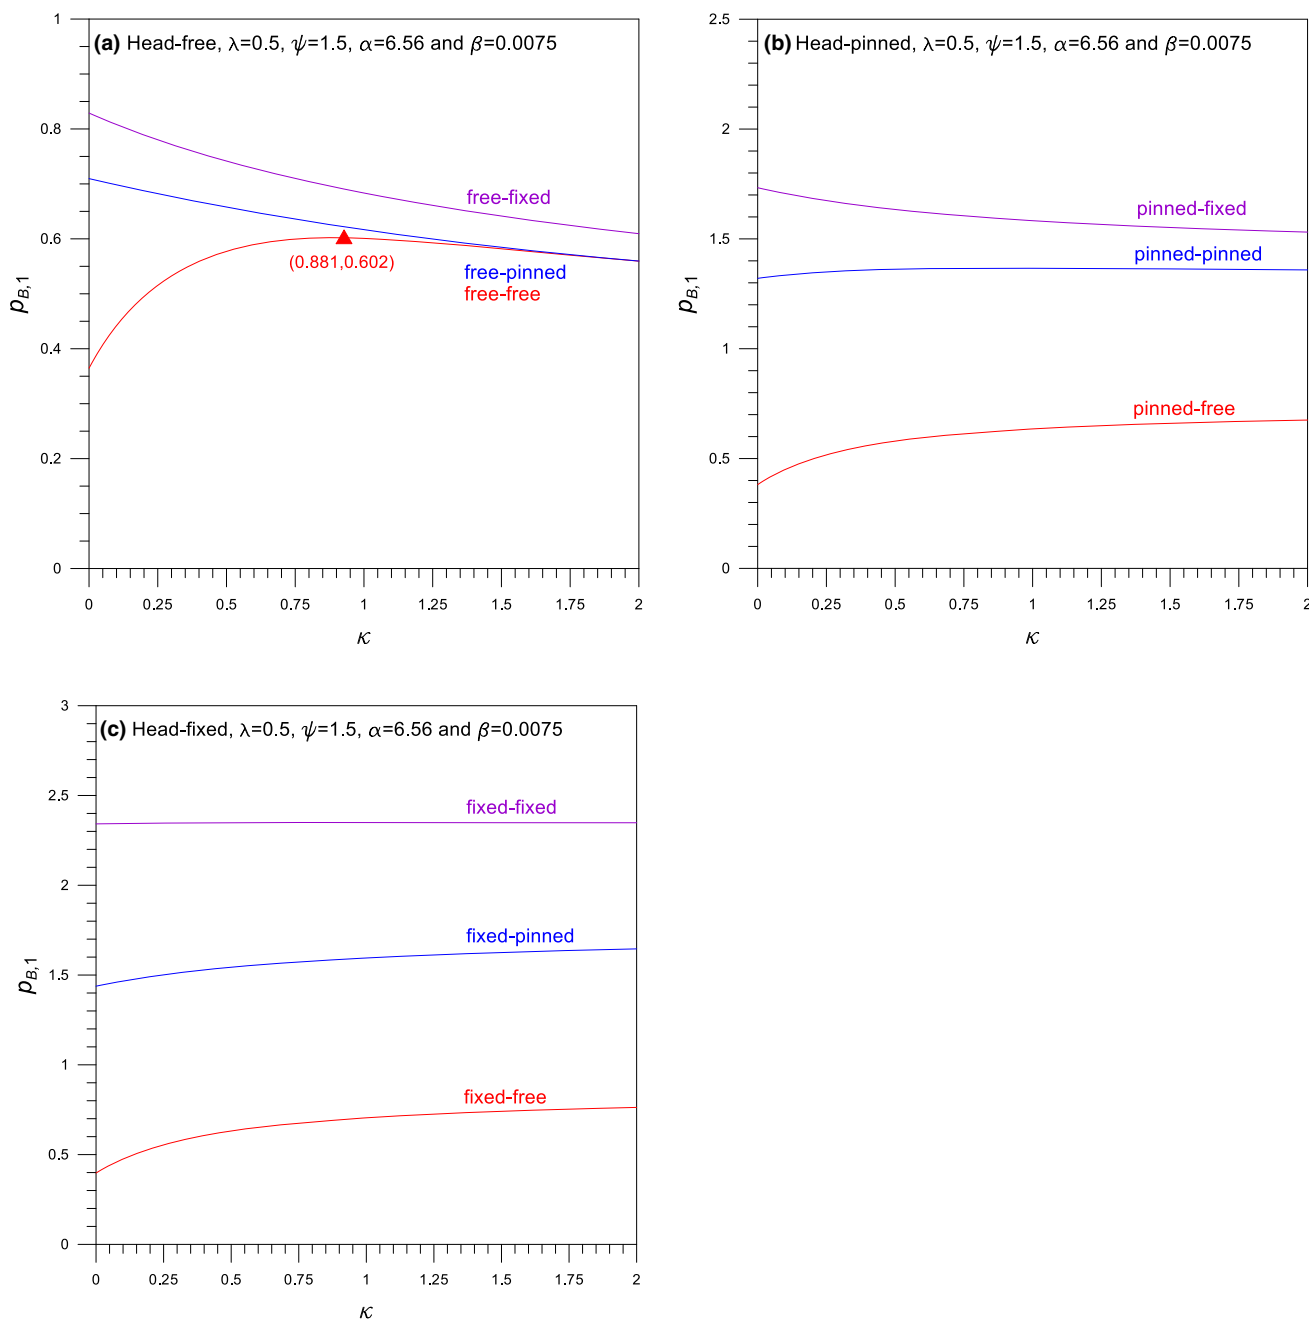 (a) Head-free, λ=0.5, ψ=1.5, α=6.56 and β=0.0075
1
0.8
0.6
0.4
0.2
0
p_B,1
free-fixed
(0.881,0.602)
free-pinned
free-free
0 0.25 0.5 0.75 1 1.25 1.5 1.75 2
κ
(b) Head-pinned, λ=0.5, ψ=1.5, α=6.56 and β=0.0075
2.5
2
1.5
1
0.5
0
p_B,1
pinned-fixed
pinned-pinned
pinned-free
0 0.25 0.5 0.75 1 1.25 1.5 1.75 2
κ
(c) Head-fixed, λ=0.5, ψ=1.5, α=6.56 and β=0.0075
3
2.5
2
1.5
1
0.5
0
p_B,1
fixed-fixed
fixed-pinned
fixed-free
0 0.25 0.5 0.75 1 1.25 1.5 1.75 2
κ